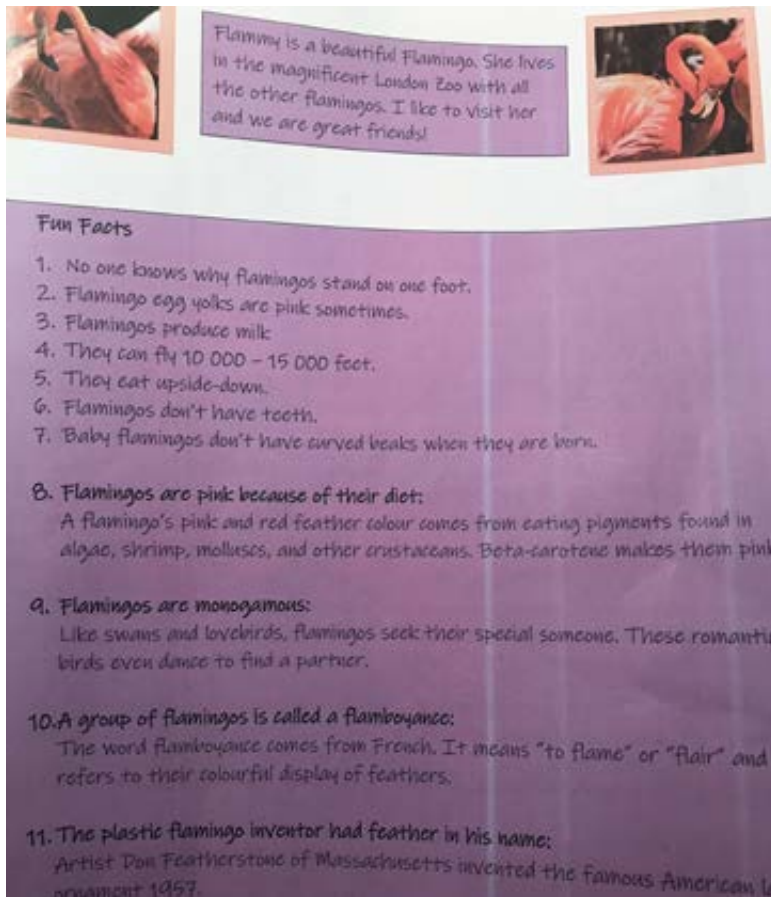 Flammy is a beautiful Flamingo. She lives
in the magnificent London Zoo with all
the other flamingos. I like to visit her
and we are great friends!
Fun Facts
1. No one knows why flamingos stand on one foot.
2. Flamingo egg yolks are pink sometimes.
3. Flamingos produce milk
4. They can fly 10 000 – 15 000 feet.
5. They eat upside-down.
6. Flamingos don't have teeth.
7. Baby flamingos don't have curved beaks when they are born.
8. Flamingos are pink because of their diet:
A flamingo's pink and red feather colour comes from eating pigments found in
algae, shrimp, molluscs, and other crustaceans. Beta-carotene makes them pink
9. Flamingos are monogamous:
Like swans and lovebirds, flamingos seek their special someone. These romantic
birds even dance to find a partner.
10.A group of flamingos is called a flamboyance:
The word flamboyance comes from French. It means "to flame" or "flair" and
refers to their colourful display of feathers.
11. The plastic flamingo inventor had feather in his name:
Artist Don Featherstone of Massachusetts invented the famous American
ornament 1957.